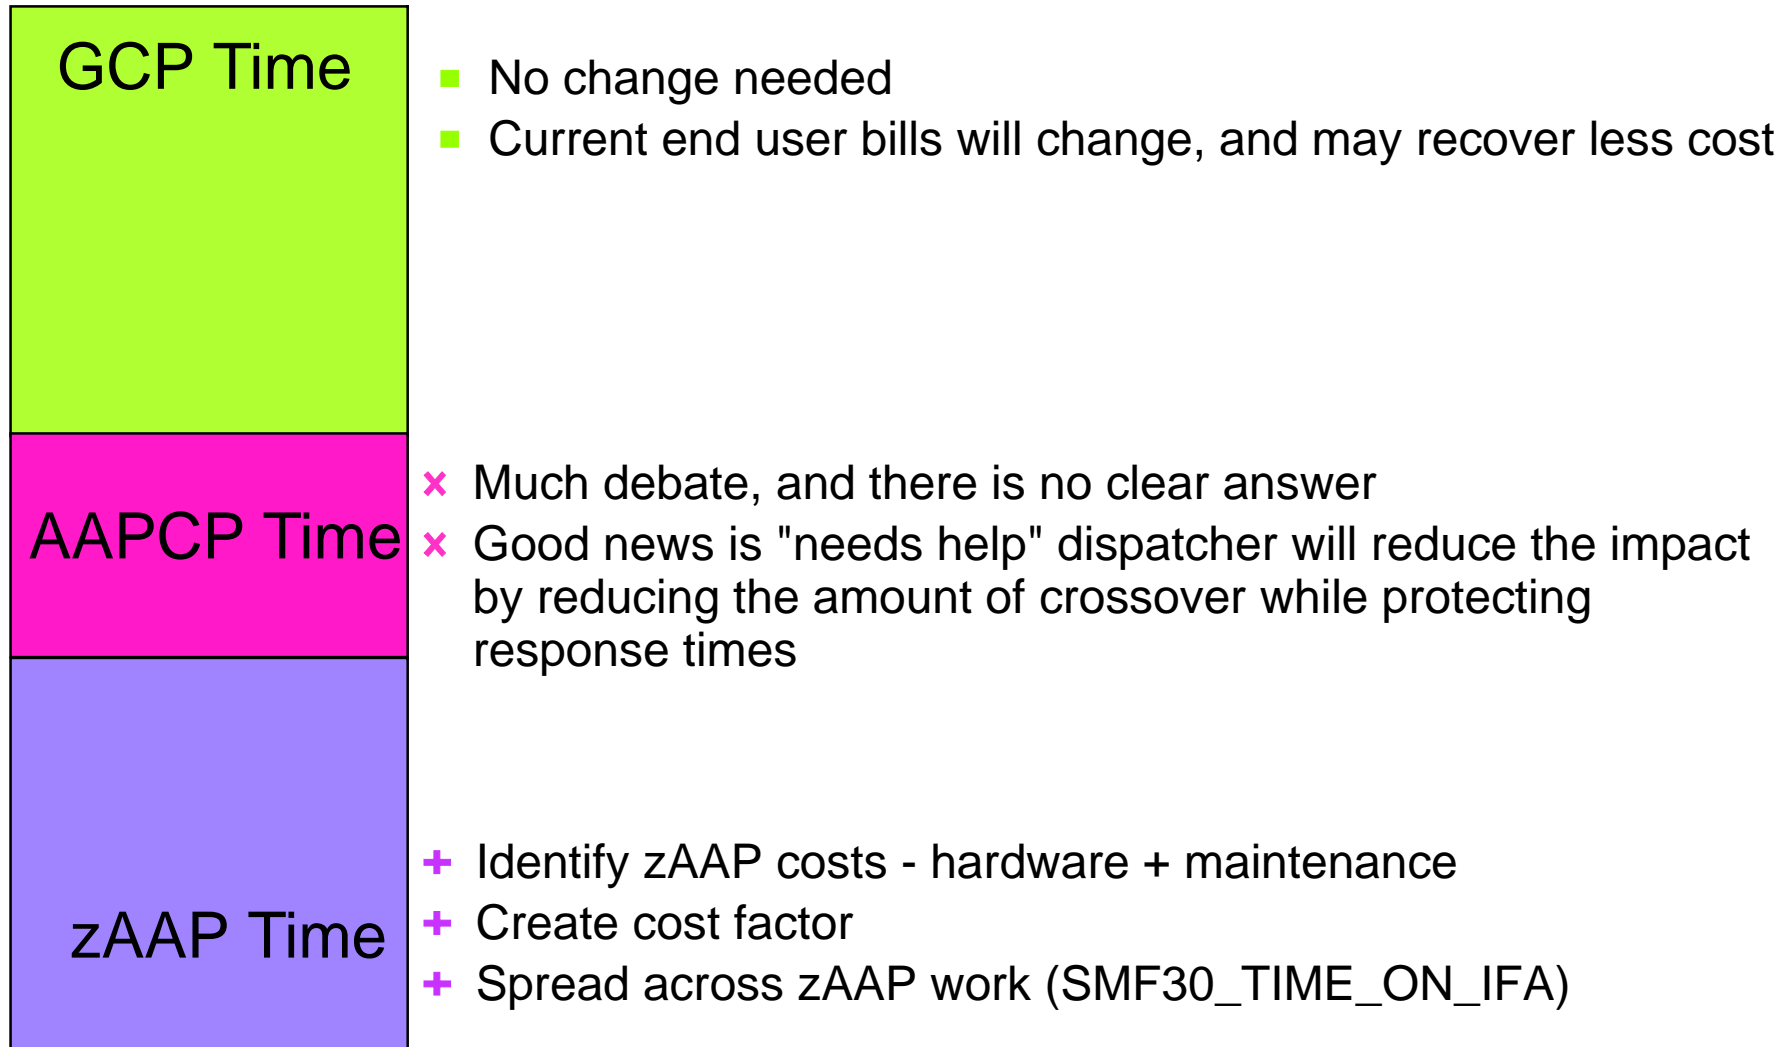 GCP Time
No change needed
Current end user bills will change, and may recover less cost
AAPCP Time
Much debate, and there is no clear answer
Good news is "needs help" dispatcher will reduce the impact
by reducing the amount of crossover while protecting
response times
zAAP Time
Identify zAAP costs - hardware + maintenance
Create cost factor
Spread across zAAP work (SMF30_TIME_ON_IFA)